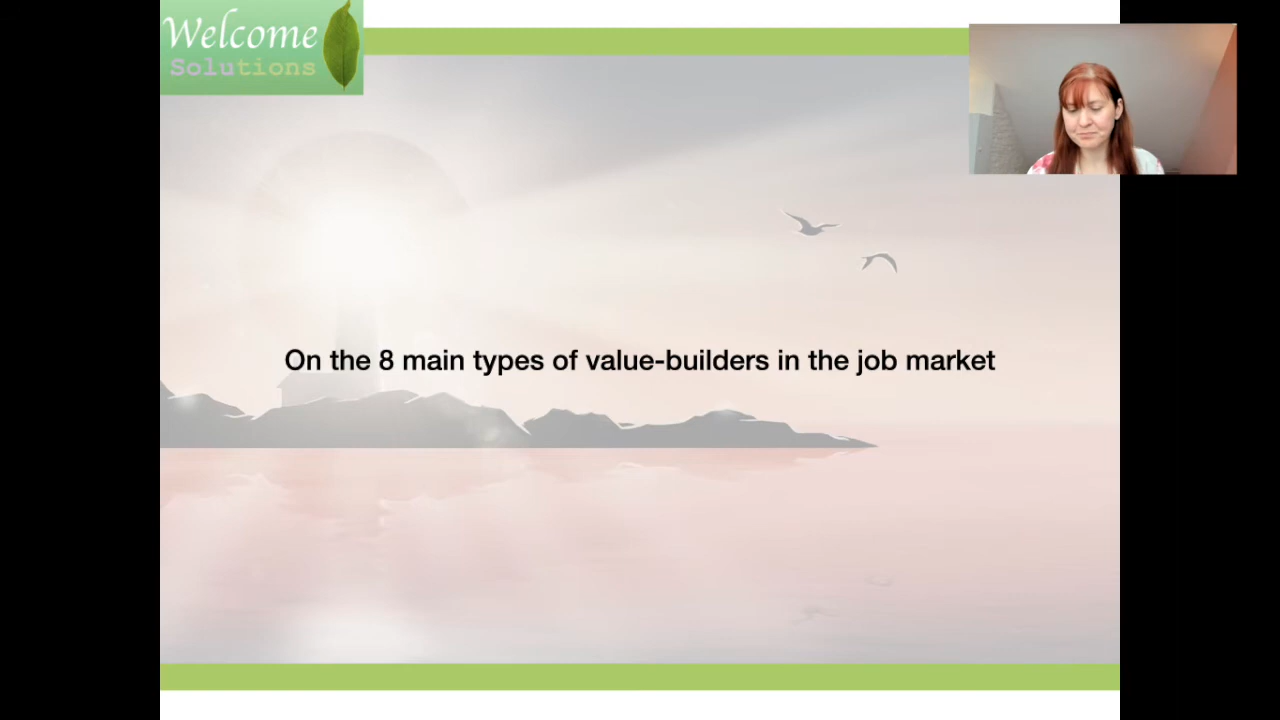 Welcome
Solutions
On the 8 main types of value-builders in the job market